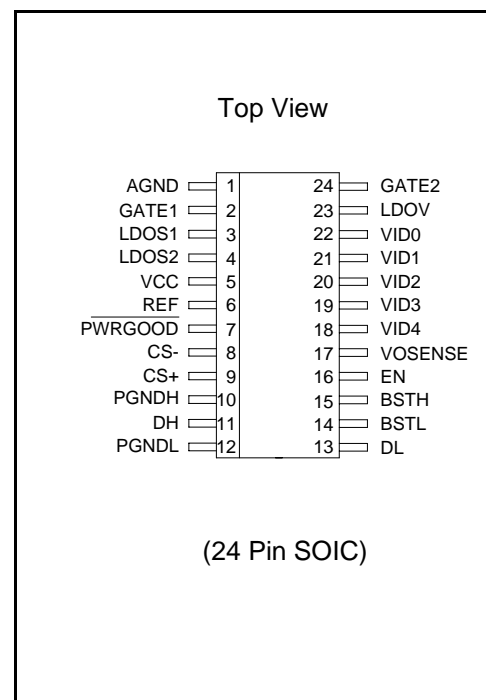 Top View
AGND 1 24 GATE2
GATE1 2 23 LDOV
LDOS1 3 22 VID0
LDOS2 4 21 VID1
VCC 5 20 VID2
REF 6 19 VID3
PWRGOOD 7 18 VID4
CS- 8 17 VOSENSE
CS+ 9 16 EN
PGNDH 10 15 BSTH
DH 11 14 BSTL
PGNDL 12 13 DL
(24 Pin SOIC)